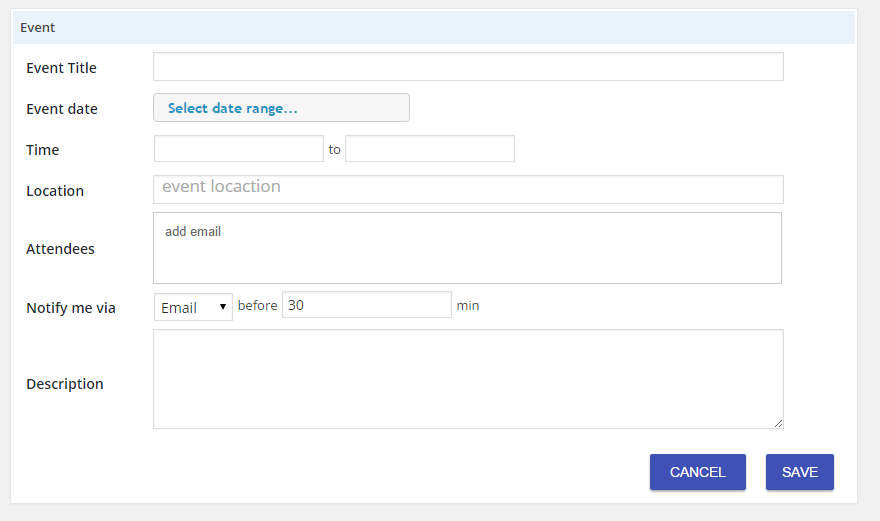 Event
Event Title
Event date Select date range...
Time to
Location event locaction
Attendees add email
Notify me via Email before 30 min
Description
CANCEL SAVE